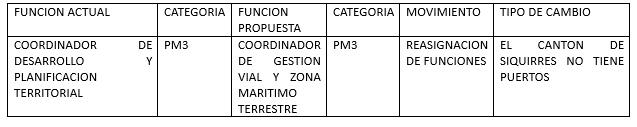 FUNCION ACTUAL CATEGORIA FUNCION PROPUESTA CATEGORIA MOVIMIENTO TIPO DE CAMBIO
COORDINADOR DE DESARROLLO Y PLANIFICACION TERRITORIAL
PM3
COORDINADOR DE GESTION VIAL Y ZONA MARITIMO TERRESTRE
PM3
REASIGNACION DE FUNCIONES
EL CANTON DE SIQUIRRES NO TIENE PUERTOS